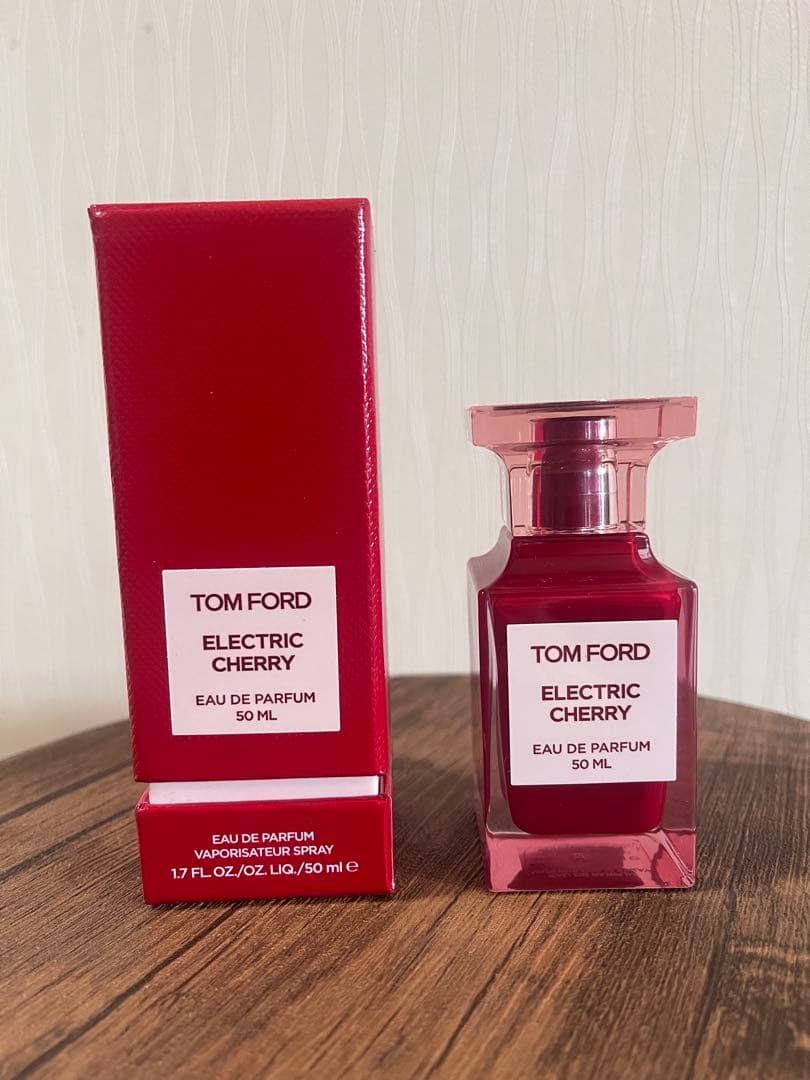 TOM FORD
ELECTRIC
CHERRY
EAU DE PARFUM
50 ML
EAU DE PARFUM
VAPORISATEUR SPRAY
1.7 FL. OZ./OZ. LIQ./50 ml ℮
TOM FORD
ELECTRIC
CHERRY
EAU DE PARFUM
50 ML